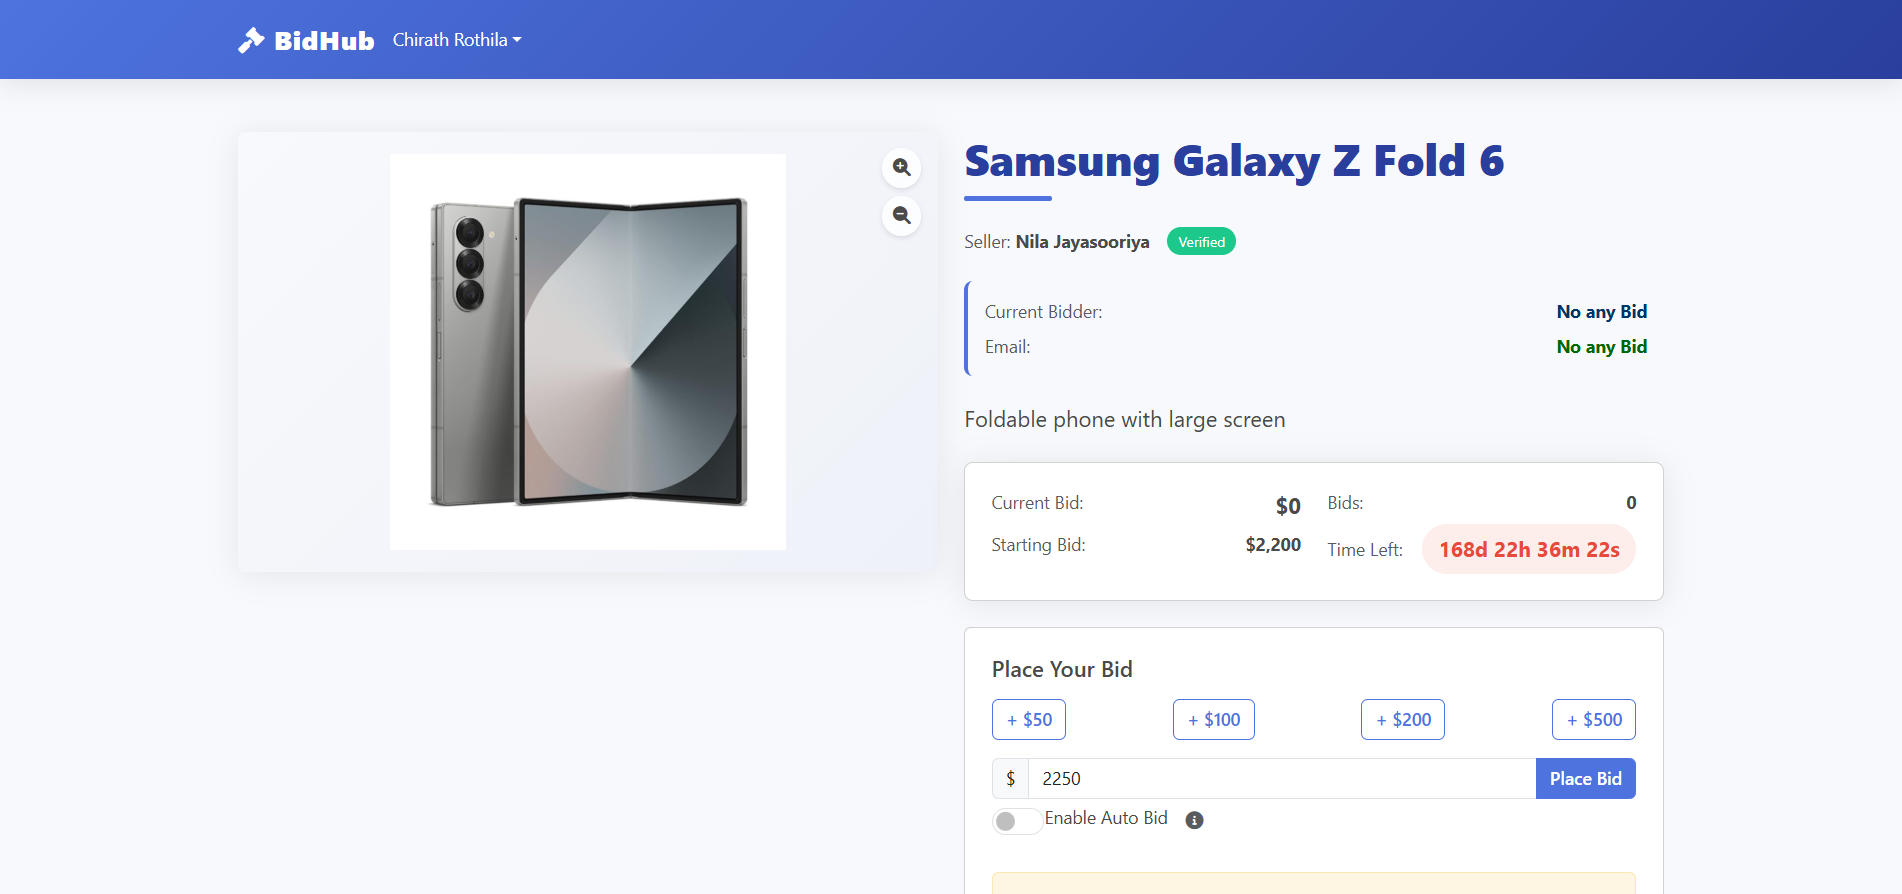 BidHub
Chirath Rothila
Samsung Galaxy Z Fold 6
Seller: Nila Jayasooriya Verified
Current Bidder: No any Bid
Email: No any Bid
Foldable phone with large screen
Current Bid: $0
Starting Bid: $2,200
Bids: 0
Time Left: 168d 22h 36m 22s
Place Your Bid
+ $50 + $100 + $200 + $500
$ 2250 Place Bid
Enable Auto Bid